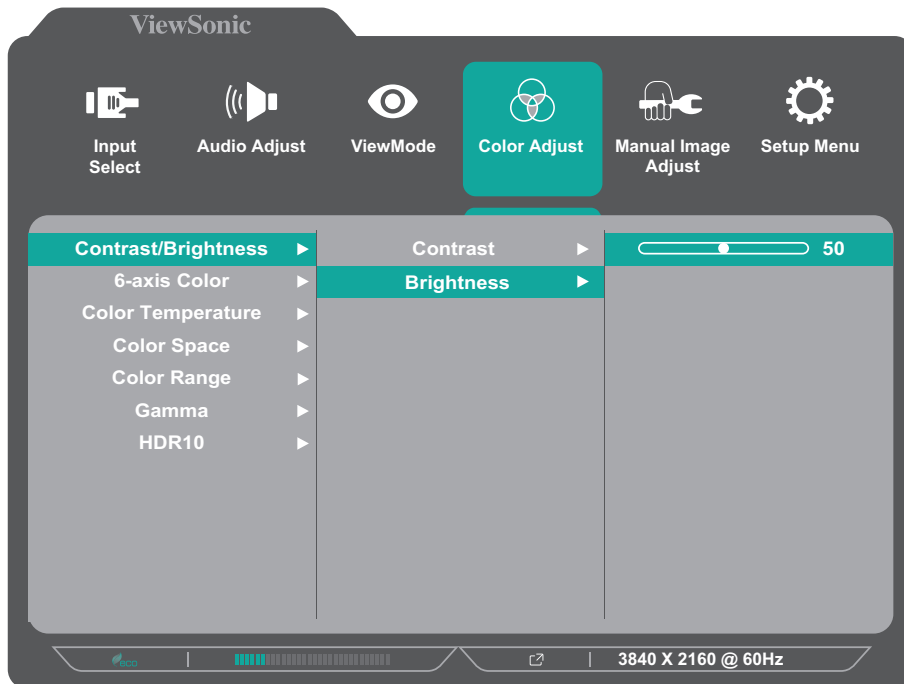 ViewSonic
Input Select
Audio Adjust
ViewMode
Color Adjust
Manual Image Adjust
Setup Menu
Contrast/Brightness
Contrast
50
6-axis Color
Brightness
Color Temperature
Color Space
Color Range
Gamma
HDR10
eco
3840 X 2160 @ 60Hz